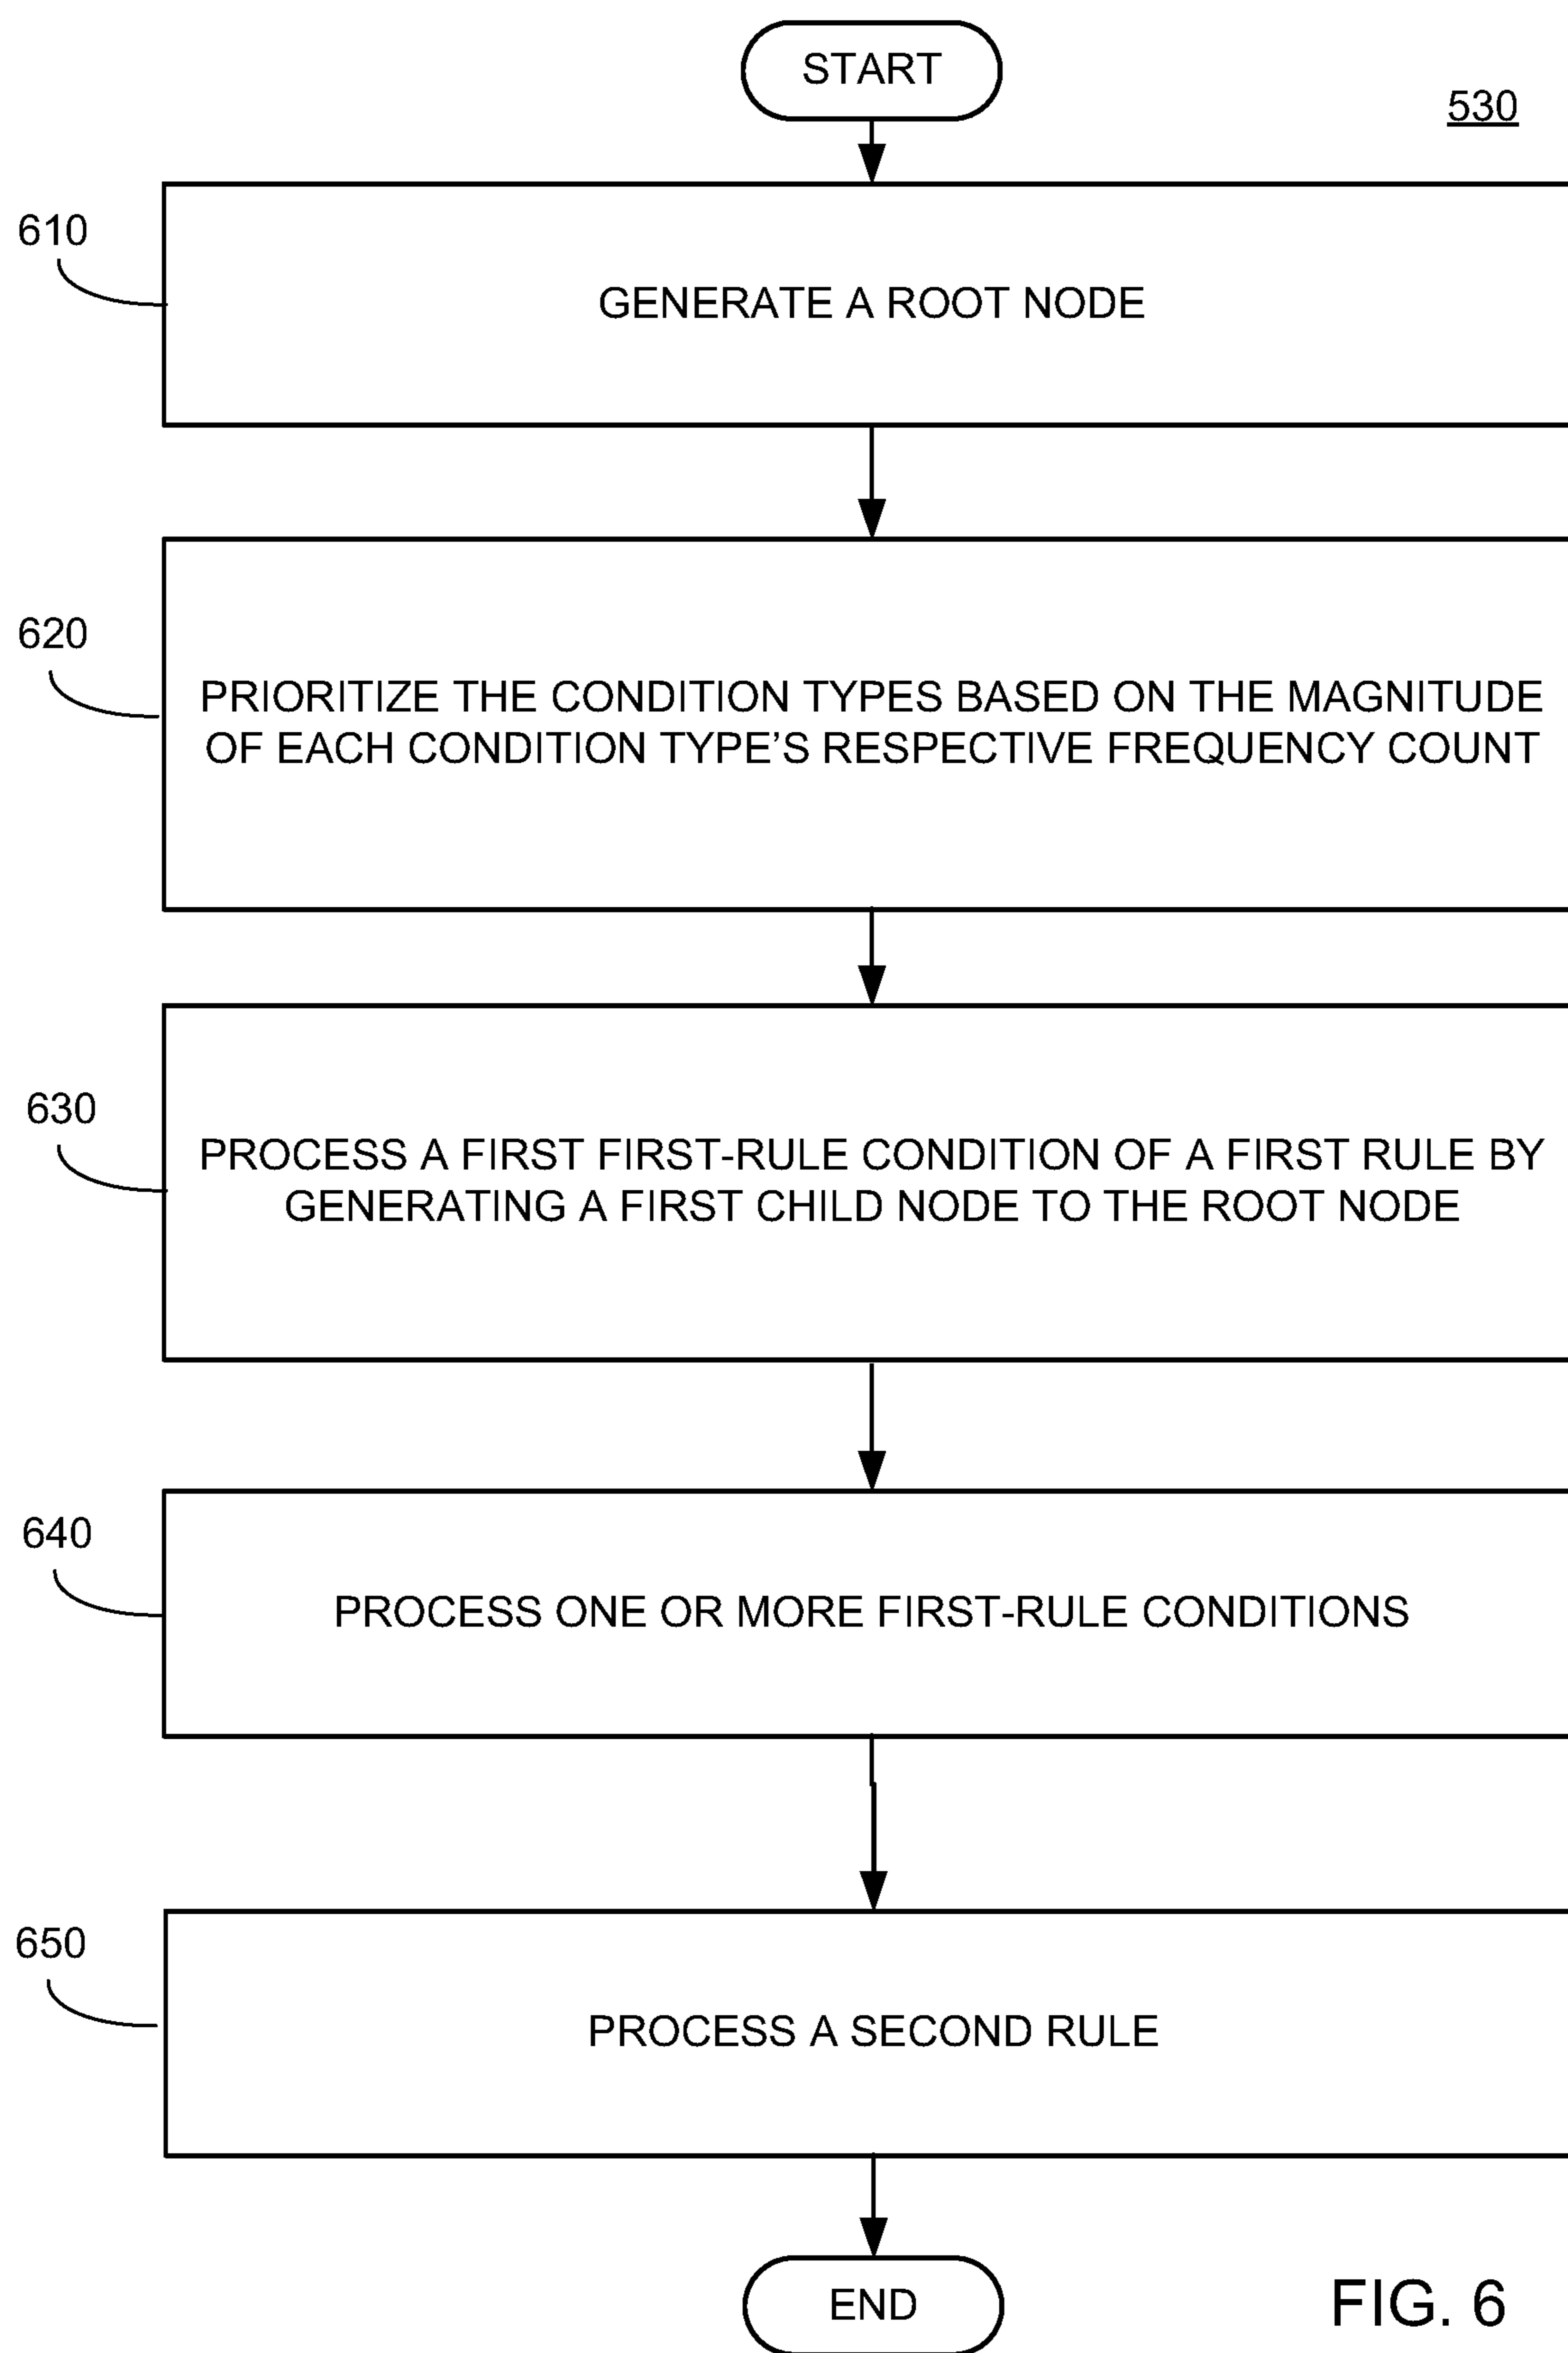 START
530
610
GENERATE A ROOT NODE
620
PRIORITIZE THE CONDITION TYPES BASED ON THE MAGNITUDE
OF EACH CONDITION TYPE'S RESPECTIVE FREQUENCY COUNT
630
PROCESS A FIRST FIRST-RULE CONDITION OF A FIRST RULE BY
GENERATING A FIRST CHILD NODE TO THE ROOT NODE
640
PROCESS ONE OR MORE FIRST-RULE CONDITIONS
650
PROCESS A SECOND RULE
END
FIG. 6